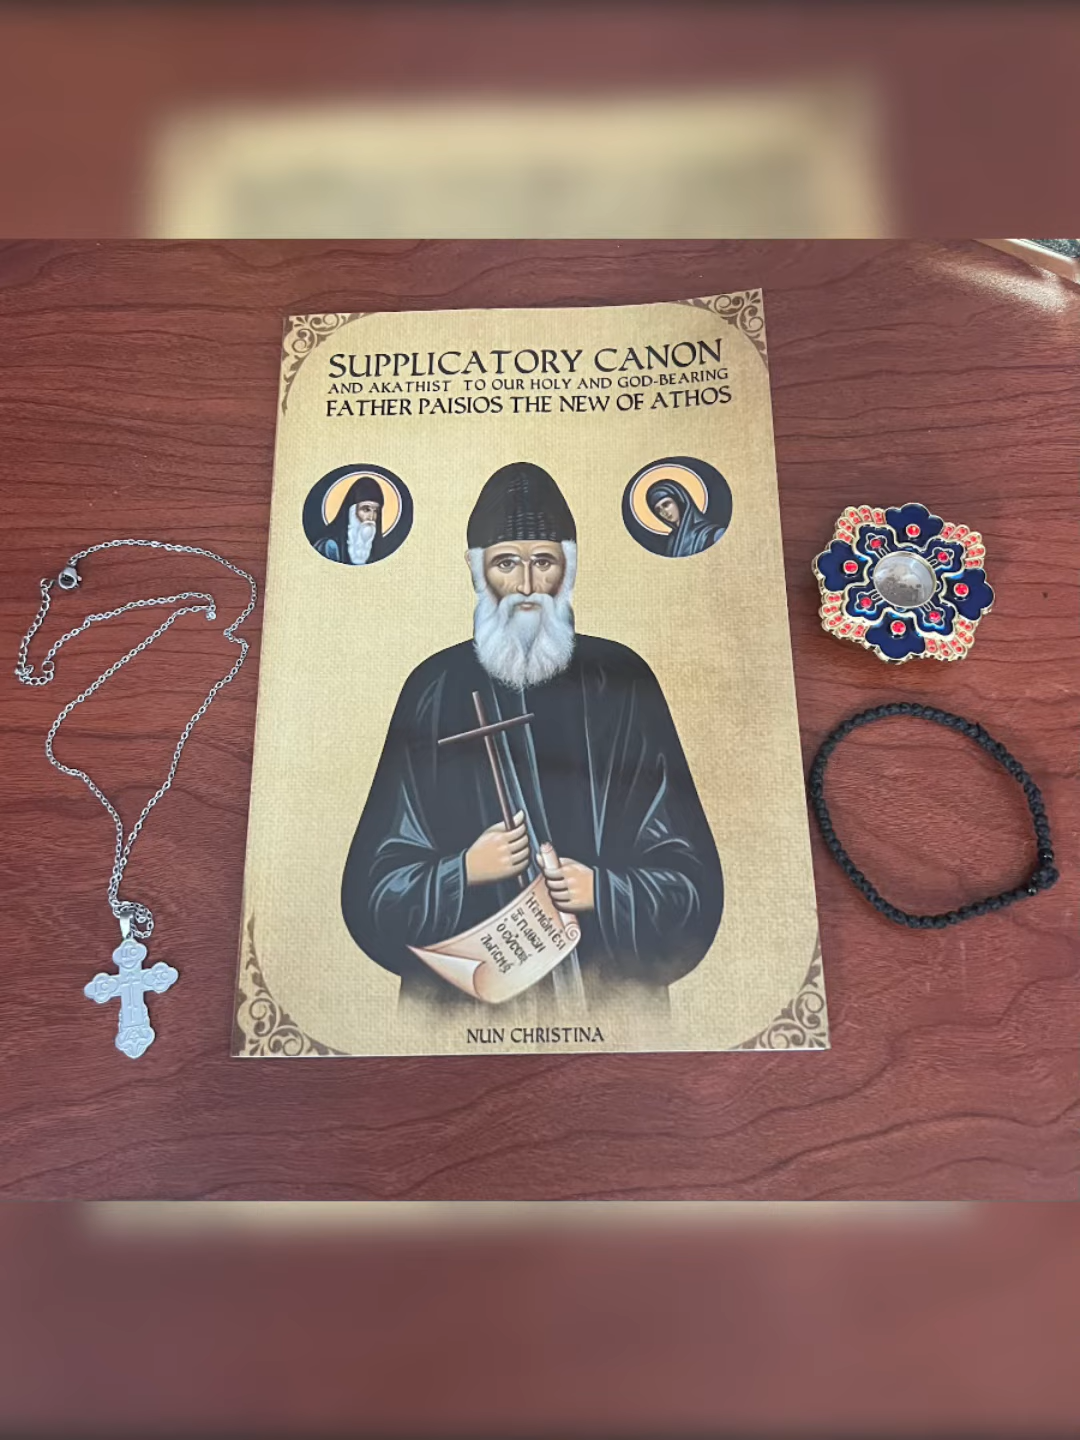 SUPPLICATORY CANON
AND AKATHIST TO OUR HOLY AND GOD-BEARING
FATHER PAISIOS THE NEW OF ATHOS
NUN CHRISTINA